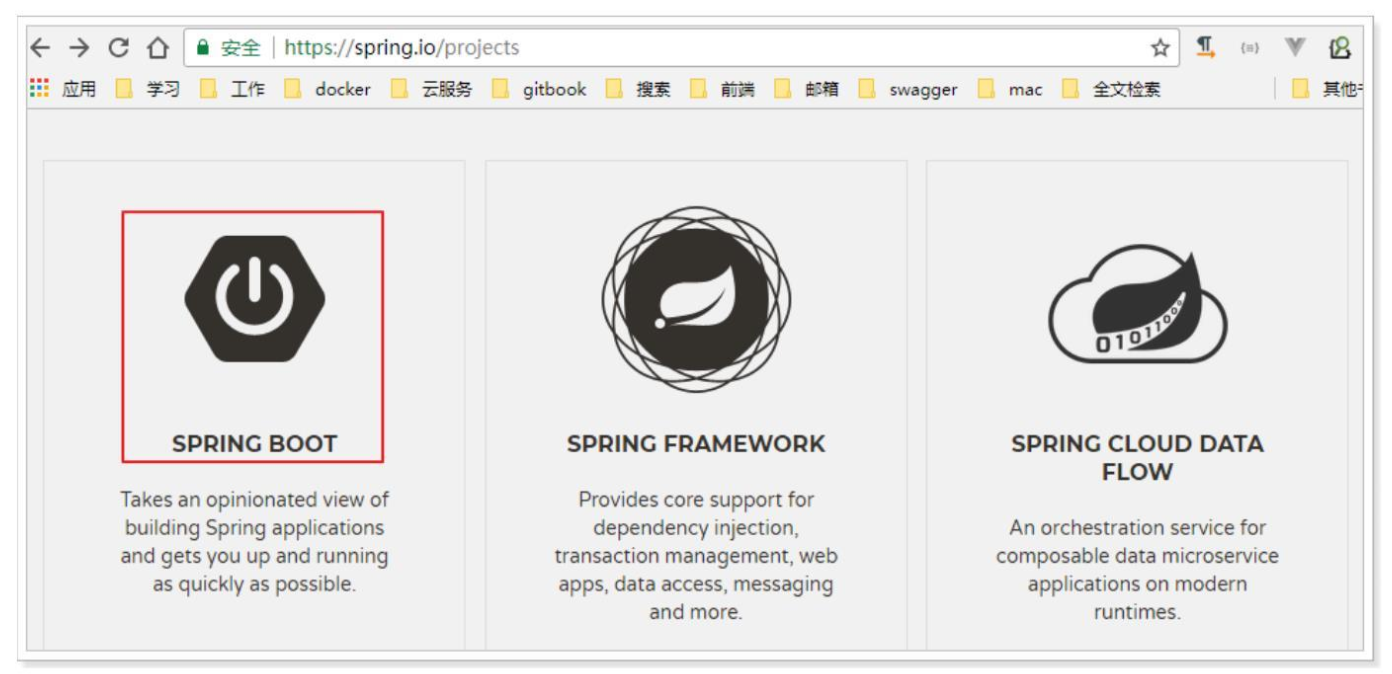 安全 | https://spring.io/projects
应用 学习 工作 docker 云服务 gitbook 搜索 前端 邮箱 swagger mac 全文检索 其他
SPRING BOOT
Takes an opinionated view of
building Spring applications
and gets you up and running
as quickly as possible.
SPRING FRAMEWORK
Provides core support for
dependency injection,
transaction management, web
apps, data access, messaging
and more.
010110
SPRING CLOUD DATA
FLOW
An orchestration service for
composable data microservice
applications on modern
runtimes.